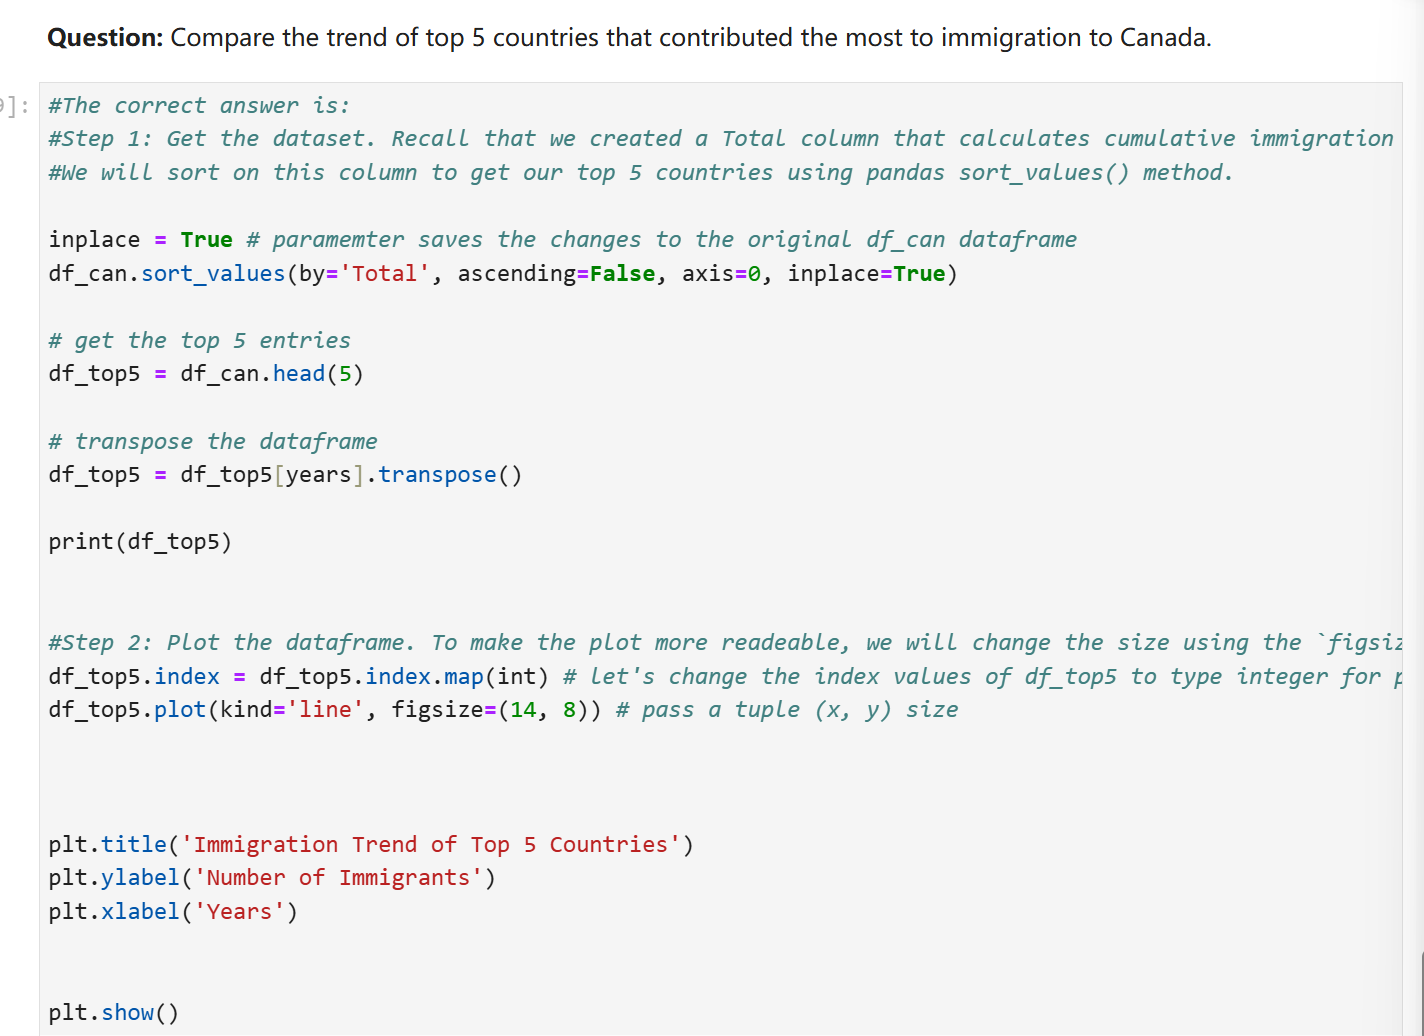 Question: Compare the trend of top 5 countries that contributed the most to immigration to Canada.
]:
#The correct answer is:
#Step 1: Get the dataset. Recall that we created a Total column that calculates cumulative immigration
#We will sort on this column to get our top 5 countries using pandas sort_values() method.
inplace = True # paramemter saves the changes to the original df_can dataframe
df_can.sort_values(by='Total', ascending=False, axis=0, inplace=True)
# get the top 5 entries
df_top5 = df_can.head(5)
# transpose the dataframe
df_top5 = df_top5[years].transpose()
print(df_top5)
#Step 2: Plot the dataframe. To make the plot more readeable, we will change the size using the
df_top5.index = df_top5.index.map(int) # let's change the index values of df_top5 to type integer for
df_top5.plot(kind='line', figsize=(14, 8)) # pass a tuple (x, y) size
plt.title('Immigration Trend of Top 5 Countries')
plt.ylabel('Number of Immigrants')
plt.xlabel('Years')
plt.show()